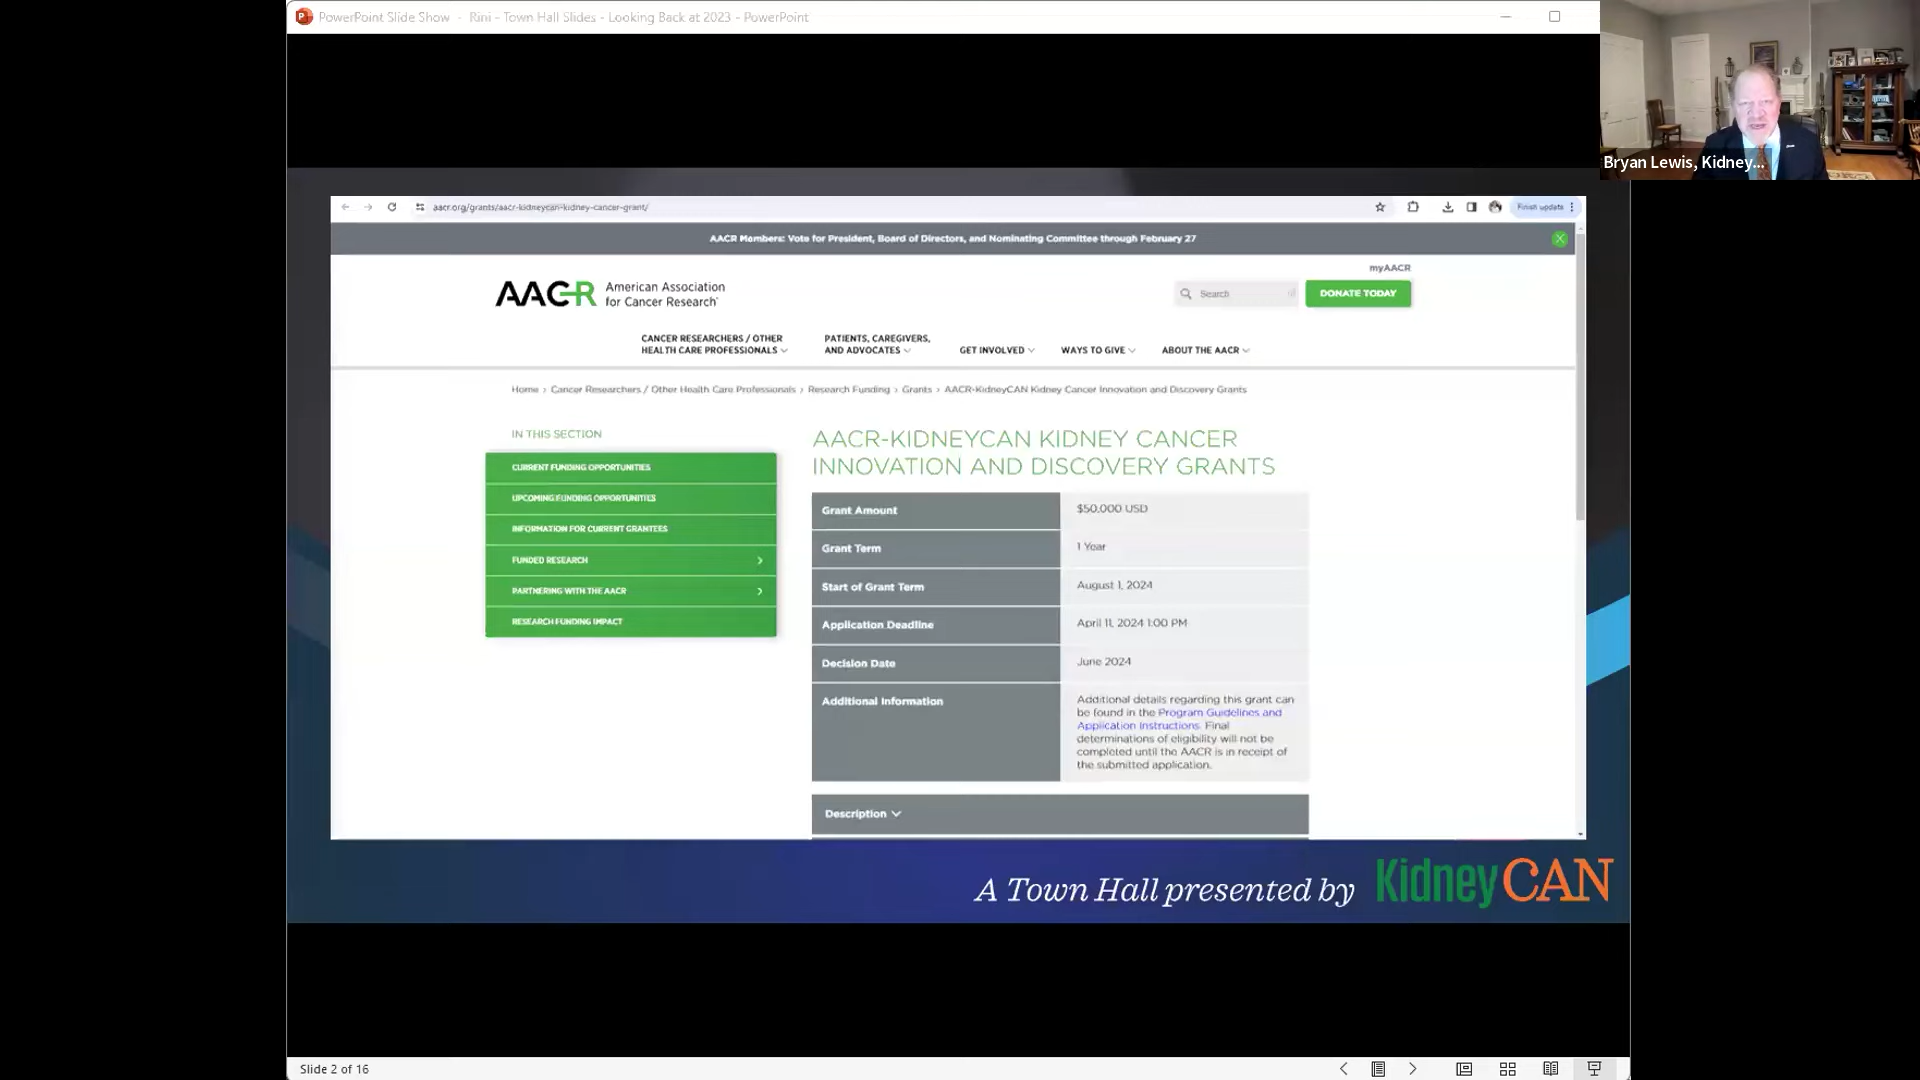 PowerPoint Slide Show - Rini - Town Hall Slides - Looking Back at 2023 - PowerPoint
Bryan Lewis, Kidney...
aacr.org/grants/aacr-kidneycan-kidney-cancer-grant/
Finish update
AACR Members: Vote for President, Board of Directors, and Nominating Committee through February 27
myAACR
AACR American Association
for Cancer Research
Search
DONATE TODAY
CANCER RESEARCHERS / OTHER
HEALTH CARE PROFESSIONALS
PATIENTS, CAREGIVERS,
AND ADVOCATES
GET INVOLVED
WAYS TO GIVE
ABOUT THE AACR
Home > Cancer Researchers / Other Health Care Professionals > Research Funding > Grants > AACR-KidneyCAN Kidney Cancer Innovation and Discovery Grants
IN THIS SECTION
CURRENT FUNDING OPPORTUNITIES
UPCOMING FUNDING OPPORTUNITIES
INFORMATION FOR CURRENT GRANTEES
FUNDED RESEARCH
PARTNERING WITH THE AACR
RESEARCH FUNDING IMPACT
AACR-KIDNEYCAN KIDNEY CANCER
INNOVATION AND DISCOVERY GRANTS
Grant Amount $50,000 USD
Grant Term 1 Year
Start of Grant Term August 1, 2024
Application Deadline April 11, 2024 1:00 PM
Decision Date June 2024
Additional Information
Additional details regarding this grant can
be found in the Program Guidelines and
Application Instructions. Final
determinations of eligibility will not be
completed until the AACR is in receipt of
the submitted application.
Description
A Town Hall presented by KidneyCAN
Slide 2 of 16